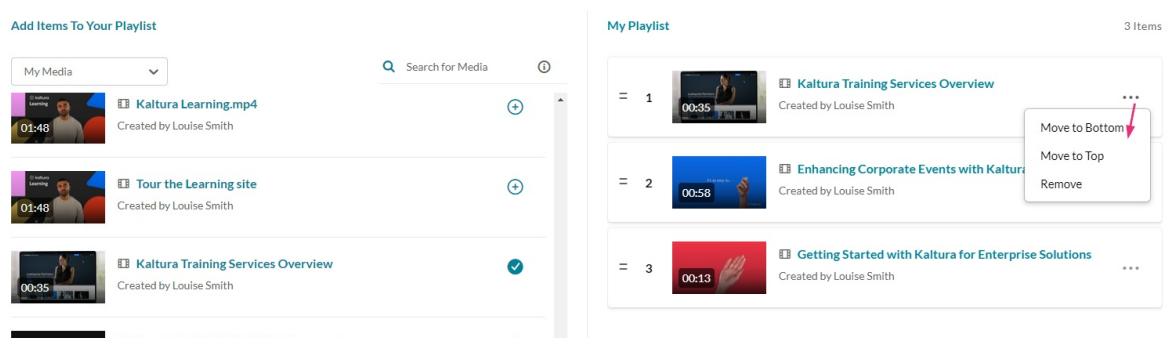 Add Items To Your Playlist
My Media
Search for Media
kaltura
Learning
01:48
Kaltura Learning.mp4
Created by Louise Smith
kaltura
Learning
01:48
Tour the Learning site
Created by Louise Smith
00:35
Kaltura Training Services Overview
Created by Louise Smith
My Playlist
3 Items
1
00:35
Kaltura Training Services Overview
Created by Louise Smith
Move to Bottom
Move to Top
Remove
2
00:58
Enhancing Corporate Events with Kaltura
Created by Louise Smith
3
00:13
Getting Started with Kaltura for Enterprise Solutions
Created by Louise Smith